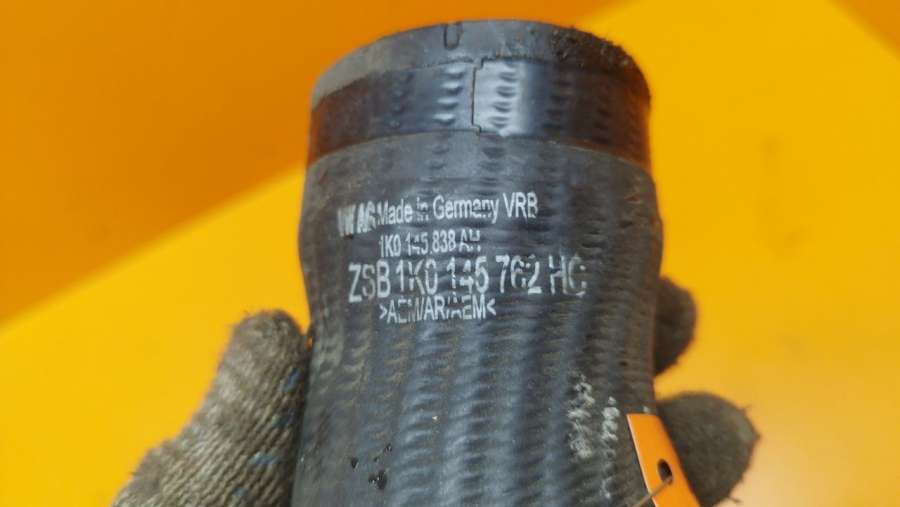 VW AG Made in Germany VRB
1K0 145 838 AH
ZSB 1K0 145 762 HC
>AEM/AR/AEM<